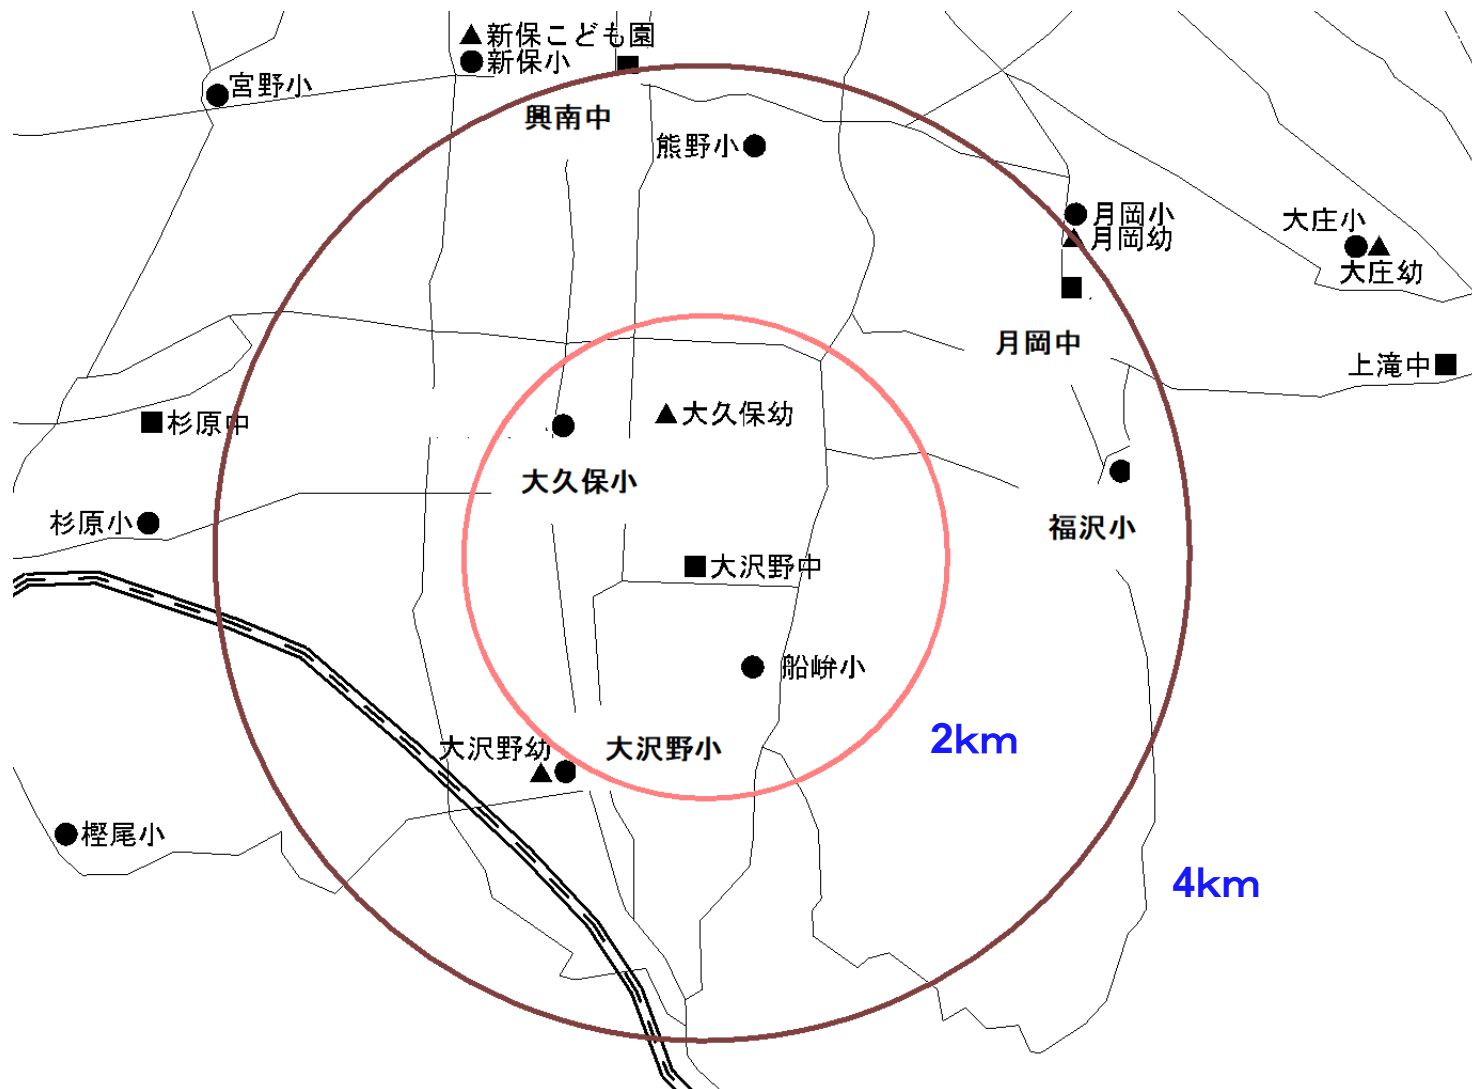 新保こども園
新保小
宮野小
興南中
熊野小
月岡小
月岡幼
大庄小
大庄幼
月岡中
上滝中
杉原中
大久保幼
大久保小
杉原小
福沢小
大沢野中
船峅小
大沢野幼
大沢野小
2km
樫尾小
4km